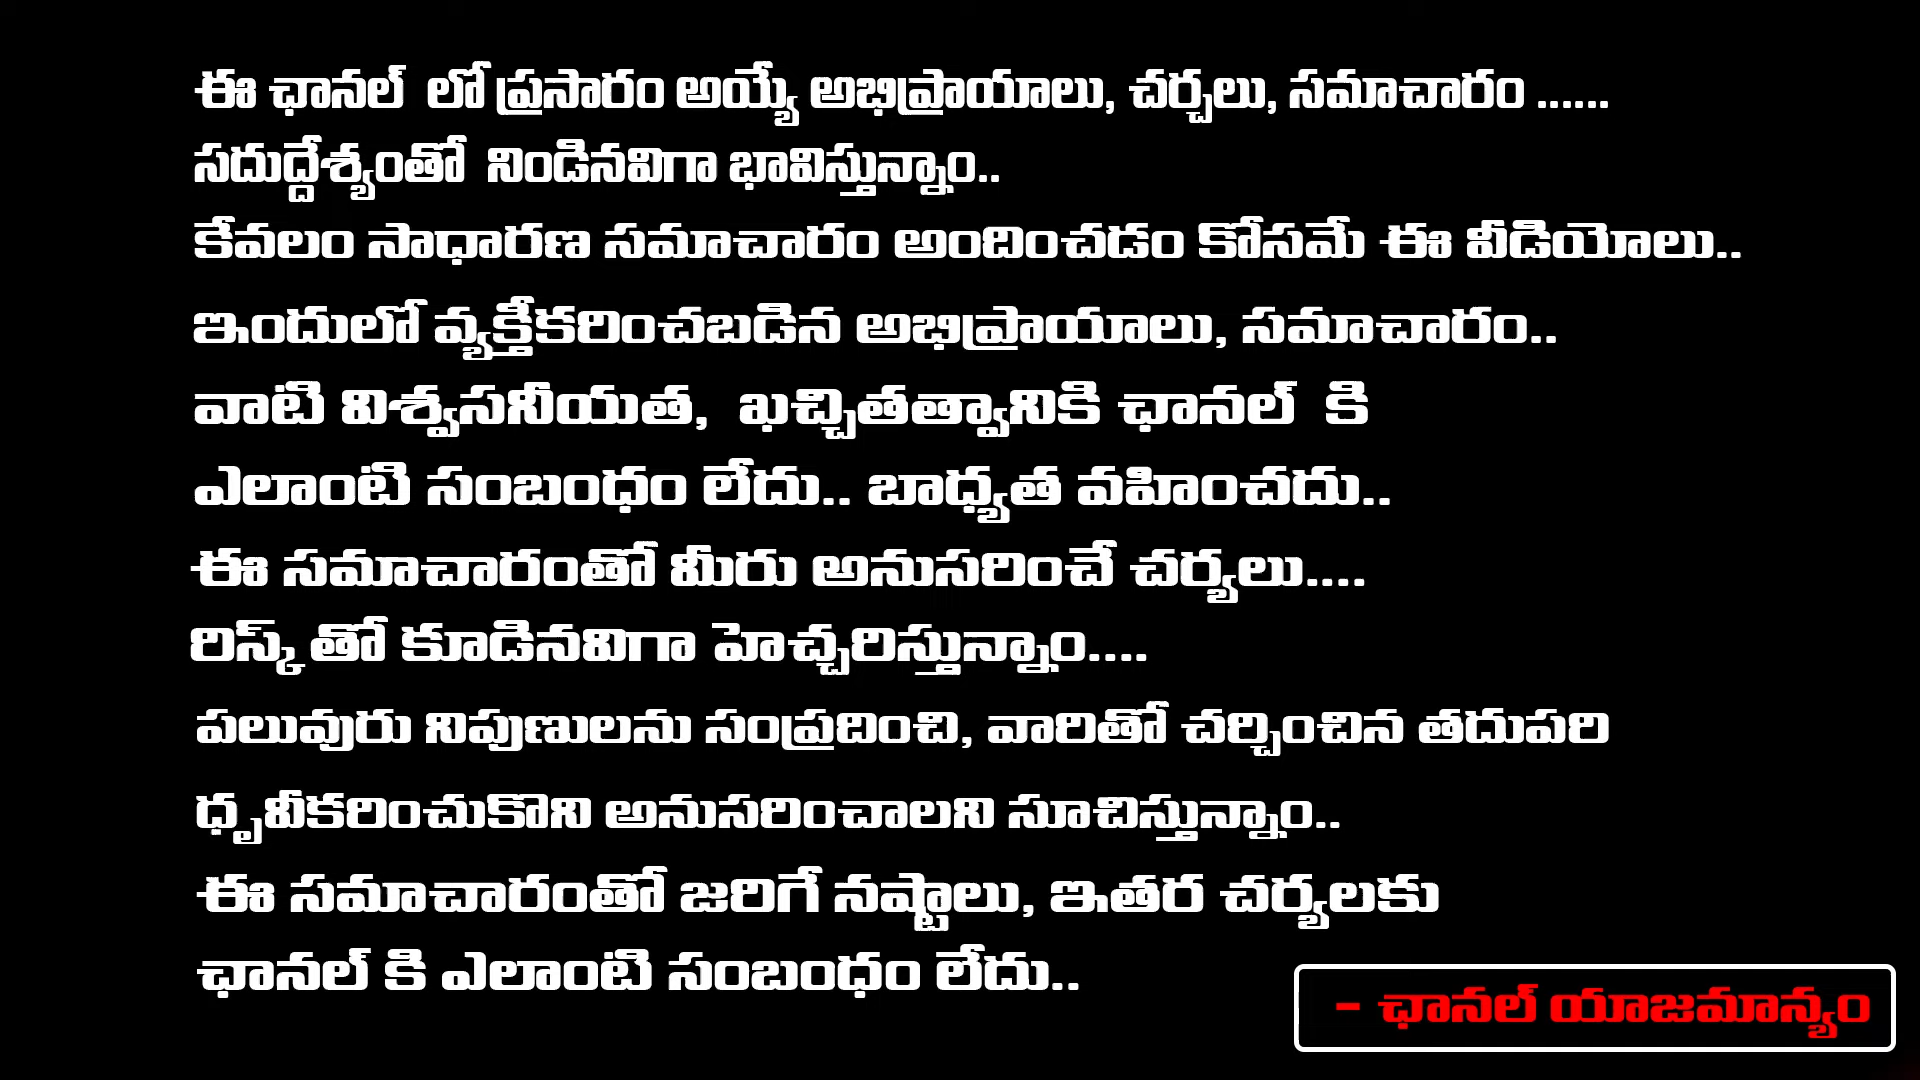 ఈ ఛానల్ లో ప్రసారం అయ్యే అభిప్రాయాలు, చర్చలు, సమాచారం ......
సదుద్దేశ్యంతో నిండినవిగా భావిస్తున్నాం..
కేవలం సాధారణ సమాచారం అందించడం కోసమే ఈ వీడియోలు..
ఇందులో వ్యక్తీకరించబడిన అభిప్రాయాలు, సమాచారం..
వాటి విశ్వసనీయత, ఖచ్చితత్వానికి ఛానల్ కి
ఎలాంటి సంబంధం లేదు.. బాధ్యత వహించదు..
ఈ సమాచారంతో మీరు అనుసరించే చర్యలు....
రిస్క్ తో కూడినవిగా హెచ్చరిస్తున్నాం....
పలువురు నిపుణులను సంప్రదించి, వారితో చర్చించిన తదుపరి
ధృవీకరించుకొని అనుసరించాలని సూచిస్తున్నాం..
ఈ సమాచారంతో జరిగే నష్టాలు, ఇతర చర్యలకు
ఛానల్ కి ఎలాంటి సంబంధం లేదు..
- ఛానల్ యాజమాన్యం